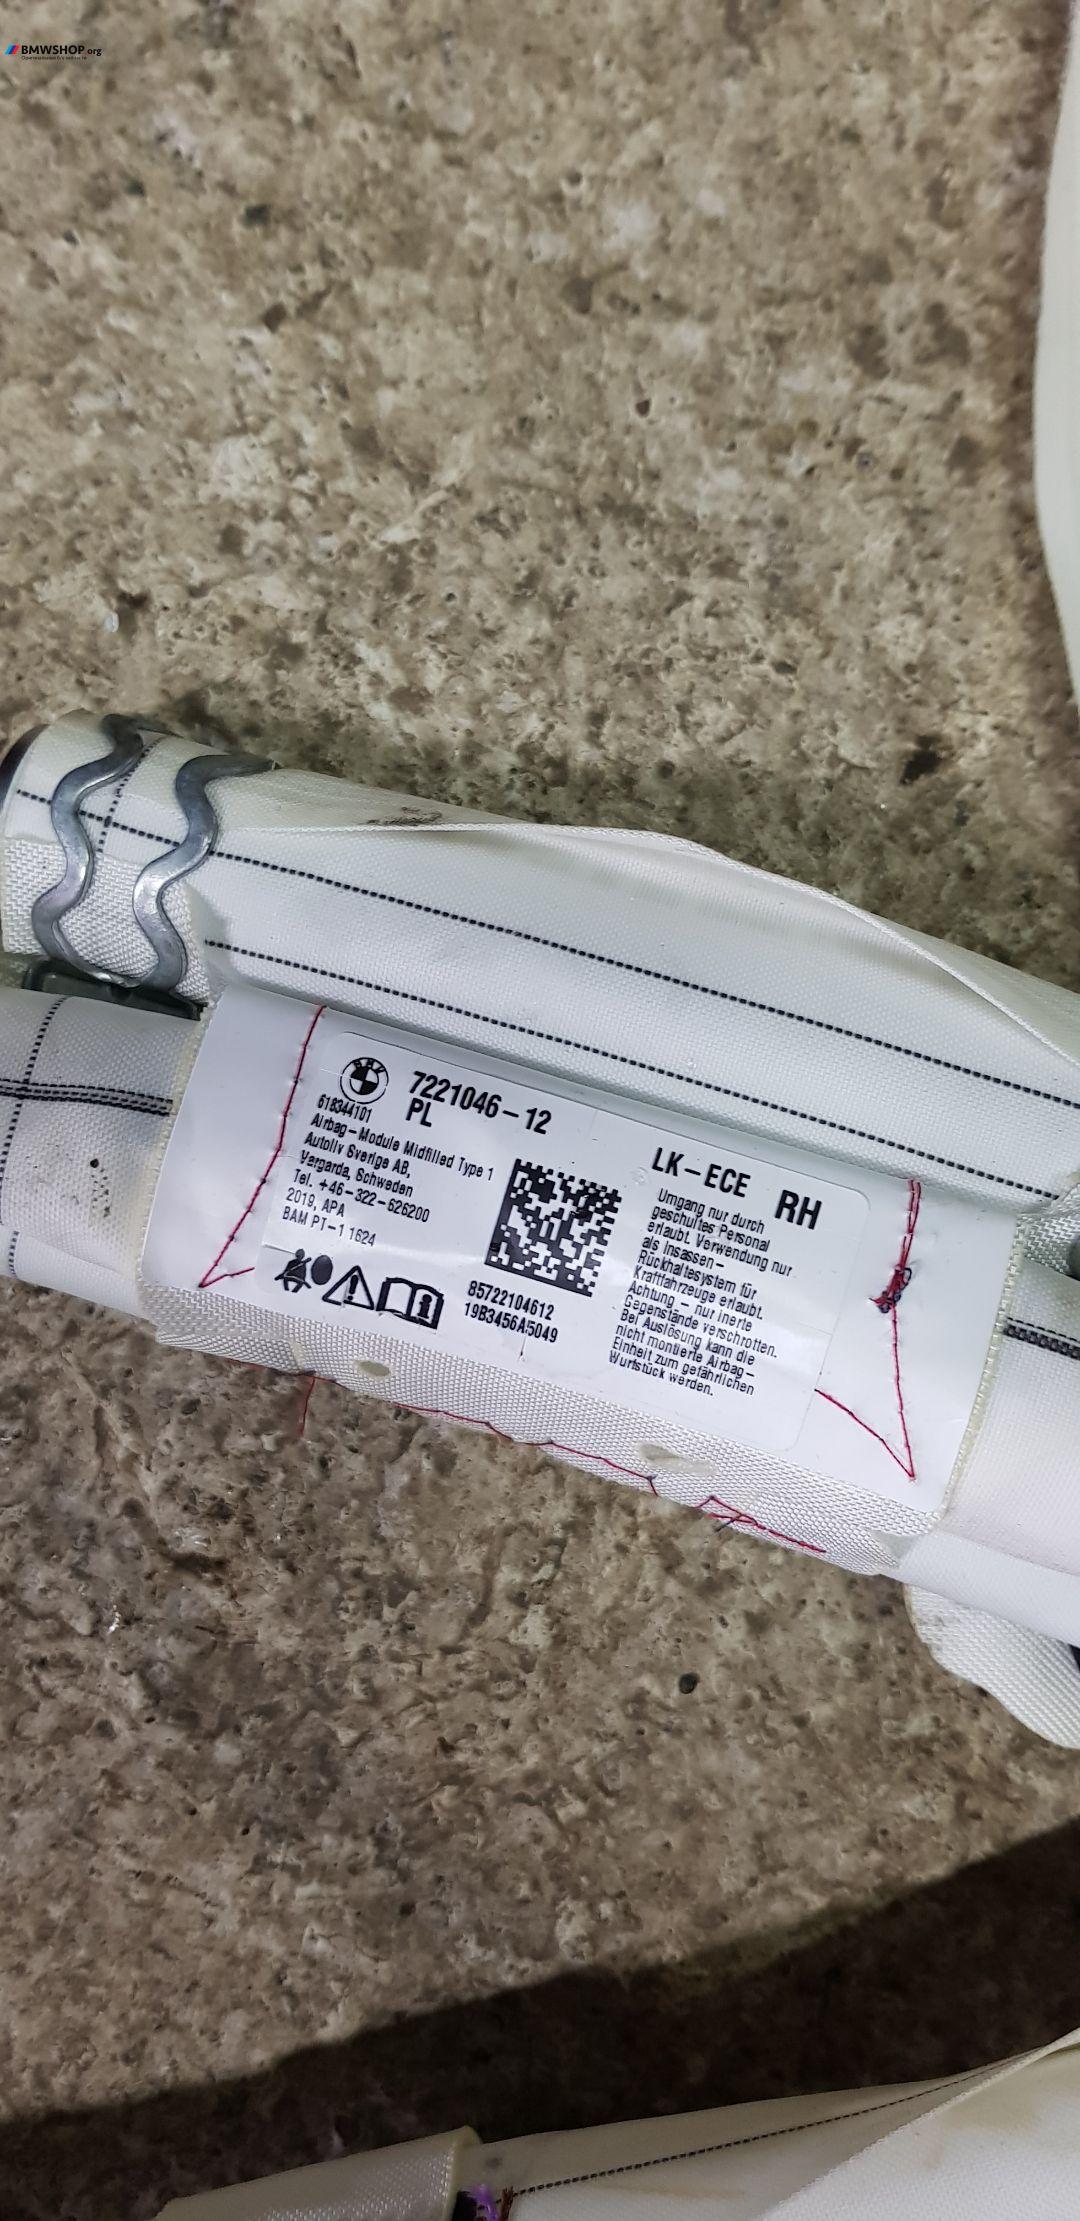 BMWSHOP.org
BMW
7221046-12
PL
618344101
Airbag-Module Midfilled Type 1
Autoliv Sverige AB,
Vargarda, Schweden
Tel. +46-322-626200
2019, APA
BAM PT-1 1624
85722104612
19B3456A5049
LK-ECE RH
Umgang nur durch
geschultes Personal
erlaubt. Verwendung nur
als Insassen-
Rückhaltesystem für
Kraftfahrzeuge erlaubt.
Achtung - nur inerte
Gegenstände verschrotten.
Bei Auslösung kann die
nicht montierte Airbag-
Einheit zum gefährlichen
Wurfstück werden.